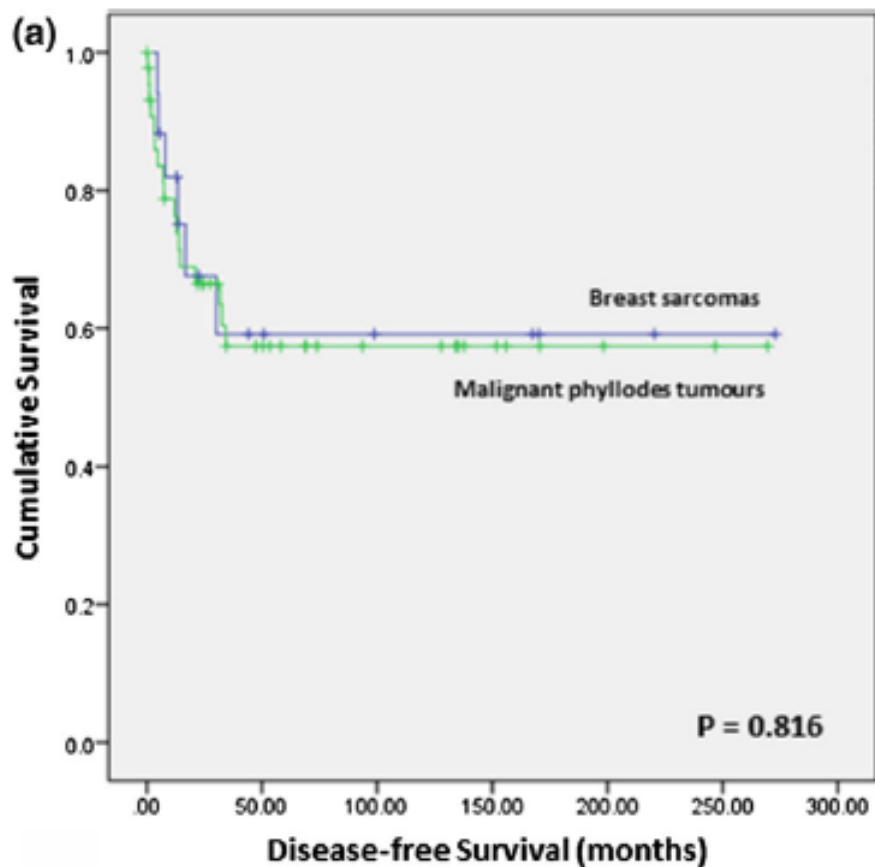 (a)
1.0
0.8
0.6
0.4
0.2
0.0
Cumulative Survival
Breast sarcomas
Malignant phyllodes tumours
P = 0.816
.00 50.00 100.00 150.00 200.00 250.00 300.00
Disease-free Survival (months)